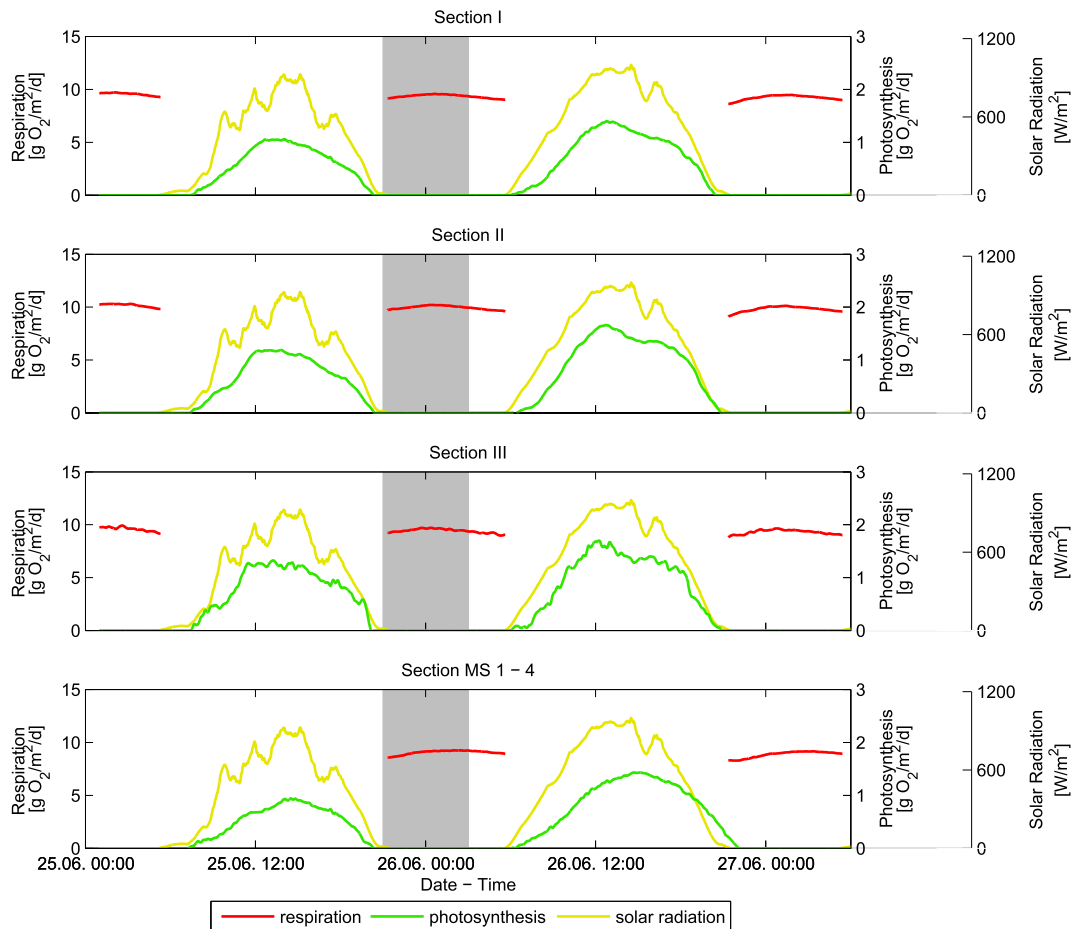 Section I
15 10 5 0
Respiration
[g O2/m²/d]
3 2 1 0
Photosynthesis
[g O2/m²/d]
1200 600 0
Solar Radiation
[W/m²]
Section II
15 10 5 0
Respiration
[g O2/m²/d]
3 2 1 0
Photosynthesis
[g O2/m²/d]
1200 600 0
Solar Radiation
[W/m²]
Section III
15 10 5 0
Respiration
[g O2/m²/d]
3 2 1 0
Photosynthesis
[g O2/m²/d]
1200 600 0
Solar Radiation
[W/m²]
Section MS 1 − 4
15 10 5 0
Respiration
[g O2/m²/d]
3 2 1 0
Photosynthesis
[g O2/m²/d]
1200 600 0
Solar Radiation
[W/m²]
25.06. 00:00 25.06. 12:00 26.06. 00:00 26.06. 12:00 27.06. 00:00
Date − Time
respiration photosynthesis solar radiation